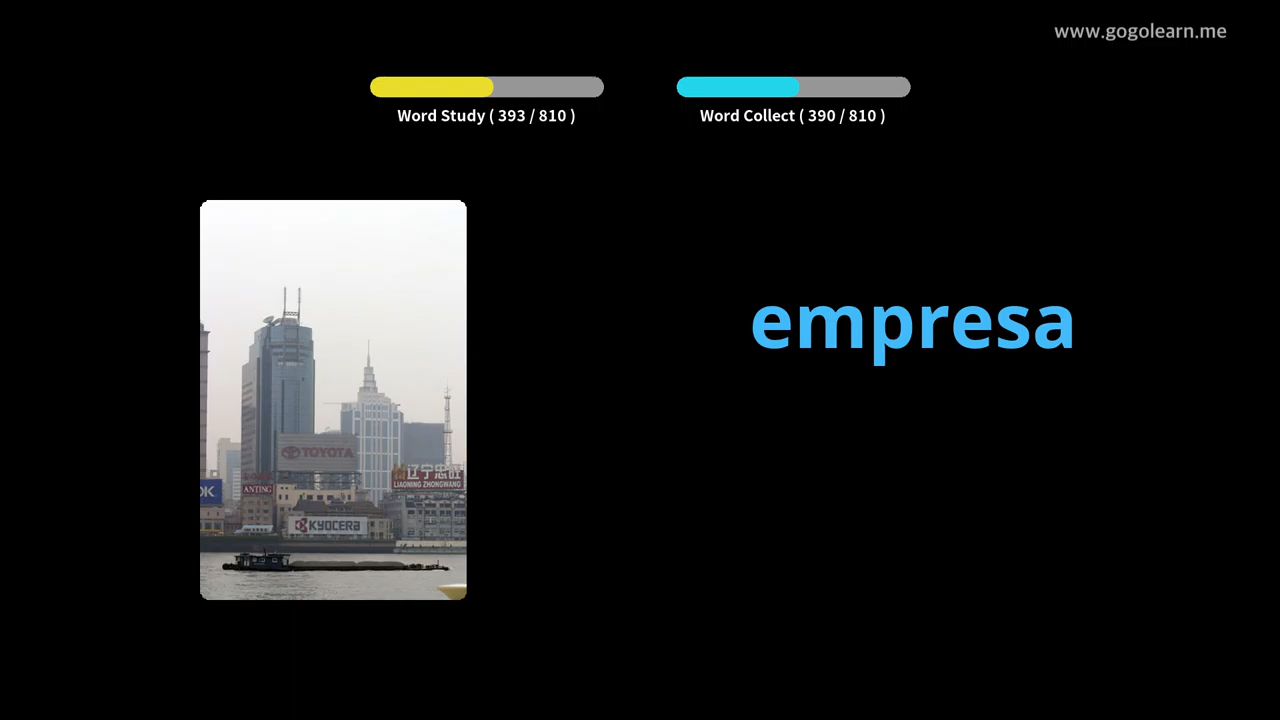 www.gogolearn.me
Word Study ( 393 / 810 )
Word Collect ( 390 / 810 )
empresa
TOYOTA
辽宁忠旺
LIAONING ZHONGWANG
OK
ANTING
KYOCERA